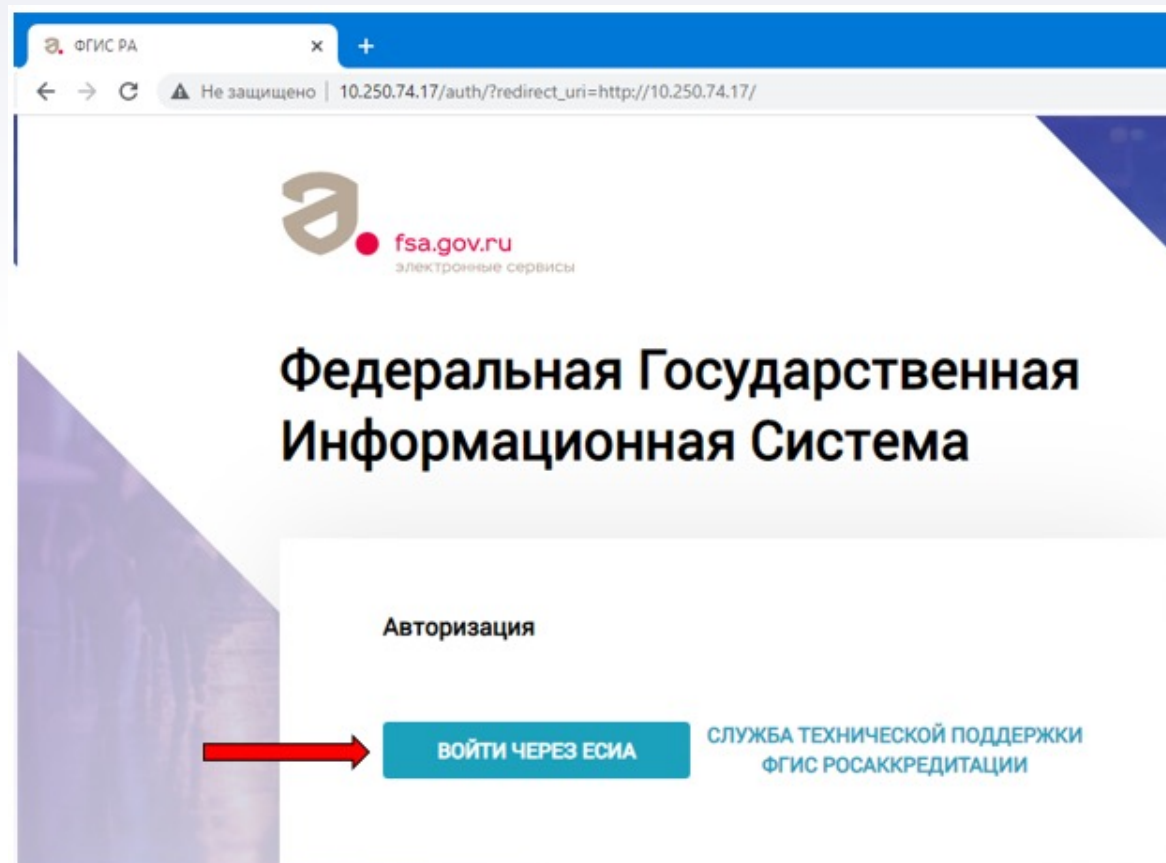 ФГИС РА
Не защищено | 10.250.74.17/auth/?redirect_uri=http://10.250.74.17/
fsa.gov.ru
электронные сервисы
Федеральная Государственная
Информационная Система
Авторизация
ВОЙТИ ЧЕРЕЗ ЕСИА
СЛУЖБА ТЕХНИЧЕСКОЙ ПОДДЕРЖКИ
ФГИС РОСАККРЕДИТАЦИИ